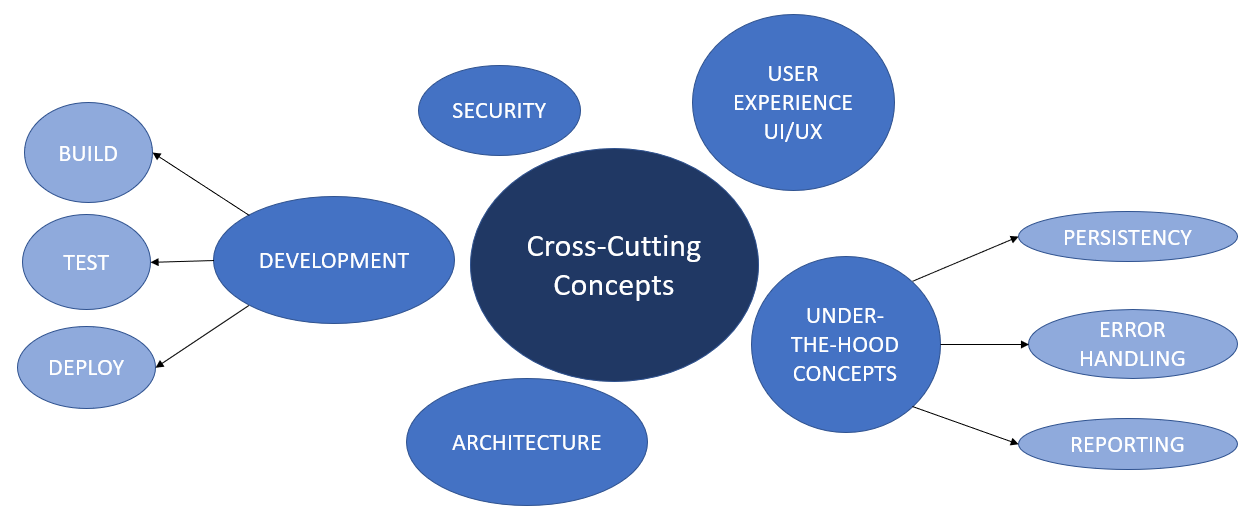 USER
EXPERIENCE
UI/UX
SECURITY
BUILD
TEST
DEPLOY
DEVELOPMENT
Cross-Cutting
Concepts
ARCHITECTURE
UNDER-
THE-HOOD
CONCEPTS
PERSISTENCY
ERROR
HANDLING
REPORTING